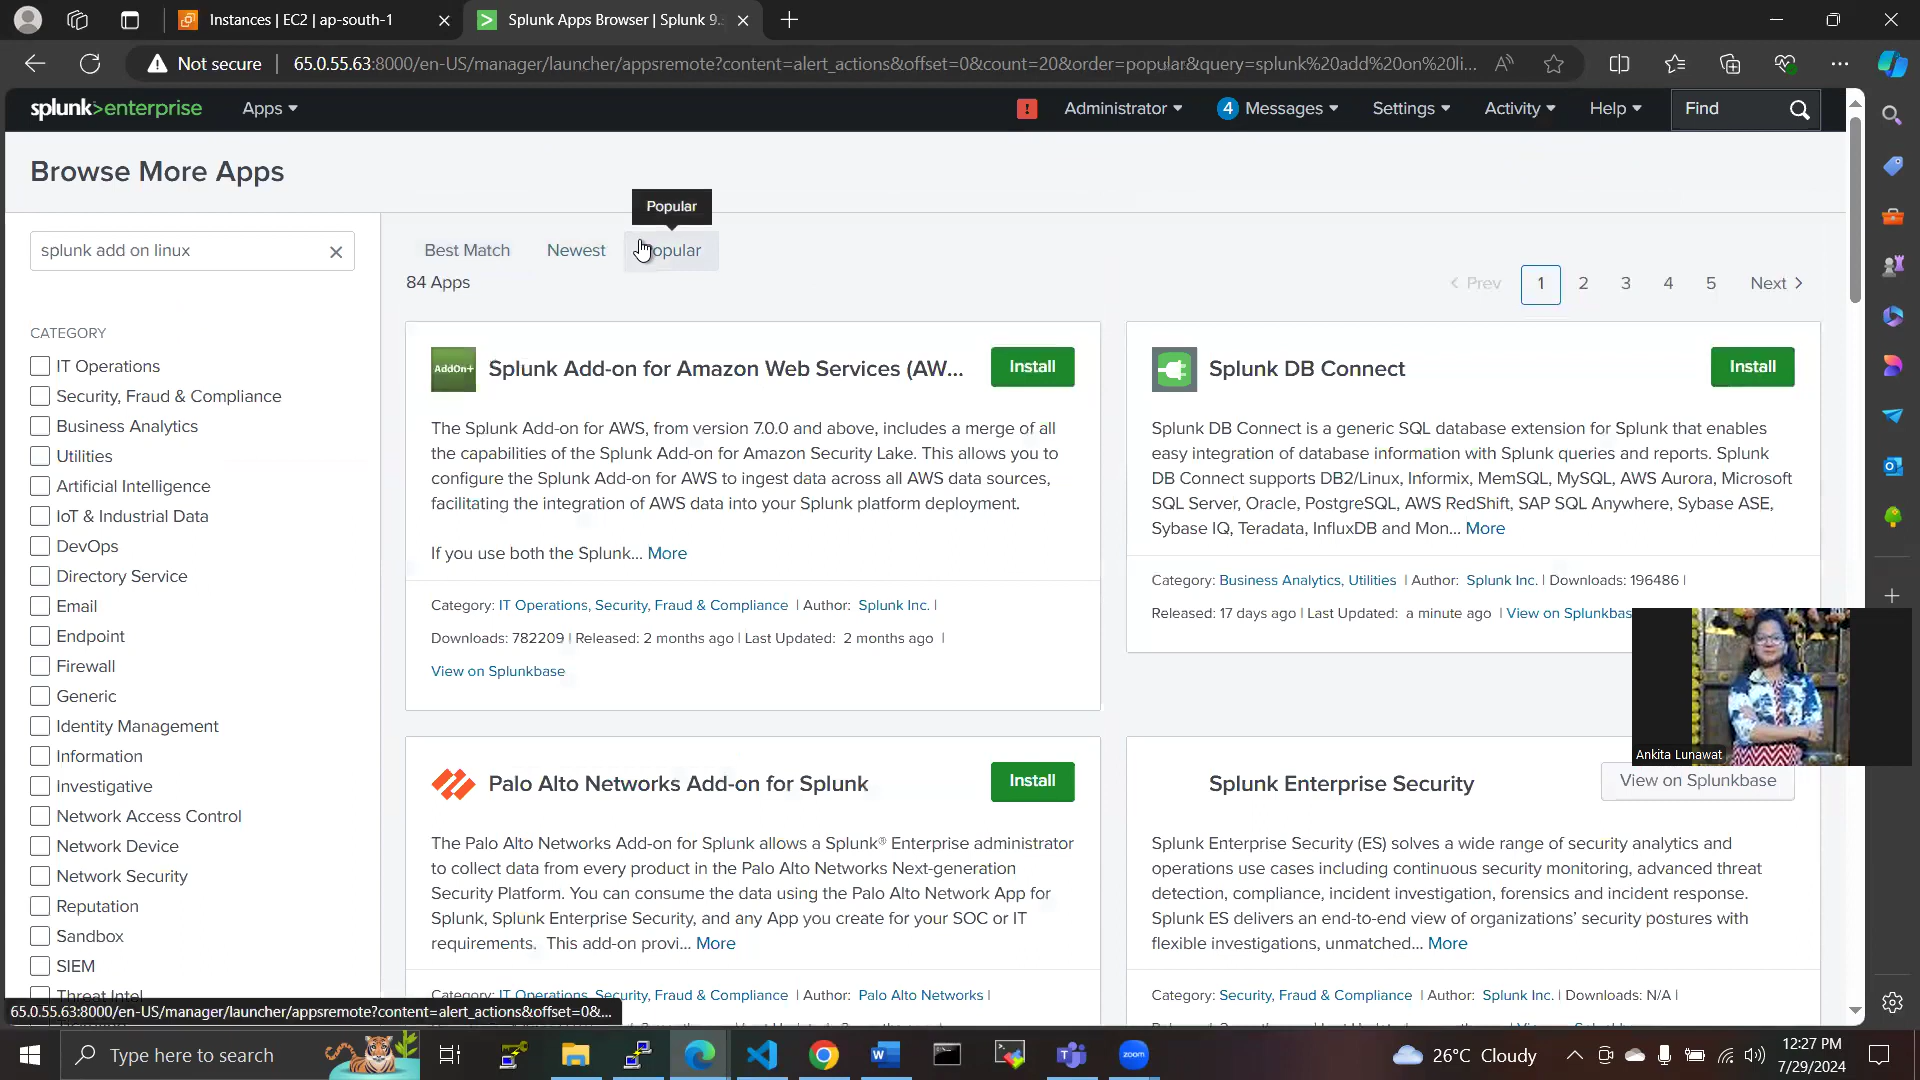 Instances | EC2 | ap-south-1
Splunk Apps Browser | Splunk 9.
Not secure
65.0.55.63:8000/en-US/manager/launcher/appsremote?content=alert_actions&offset=0&count=20&order=popular&query=splunk%20add%20on%20li...
splunk>enterprise Apps
Administrator 4 Messages Settings Activity Help Find
Browse More Apps
Popular
splunk add on linux
Best Match Newest Popular
84 Apps
< Prev 1 2 3 4 5 Next >
CATEGORY
IT Operations
Security, Fraud & Compliance
Business Analytics
Utilities
Artificial Intelligence
IoT & Industrial Data
DevOps
Directory Service
Email
Endpoint
Firewall
Generic
Identity Management
Information
Investigative
Network Access Control
Network Device
Network Security
Reputation
Sandbox
SIEM
Threat Intel
AddOn+
Splunk Add-on for Amazon Web Services (AW...
Install
The Splunk Add-on for AWS, from version 7.0.0 and above, includes a merge of all
the capabilities of the Splunk Add-on for Amazon Security Lake. This allows you to
configure the Splunk Add-on for AWS to ingest data across all AWS data sources,
facilitating the integration of AWS data into your Splunk platform deployment.
If you use both the Splunk... More
Category: IT Operations, Security, Fraud & Compliance | Author: Splunk Inc. |
Downloads: 782209 | Released: 2 months ago | Last Updated: 2 months ago |
View on Splunkbase
Splunk DB Connect
Install
Splunk DB Connect is a generic SQL database extension for Splunk that enables
easy integration of database information with Splunk queries and reports. Splunk
DB Connect supports DB2/Linux, Informix, MemSQL, MySQL, AWS Aurora, Microsoft
SQL Server, Oracle, PostgreSQL, AWS RedShift, SAP SQL Anywhere, Sybase ASE,
Sybase IQ, Teradata, InfluxDB and Mon... More
Category: Business Analytics, Utilities | Author: Splunk Inc. | Downloads: 196486 |
Released: 17 days ago | Last Updated: a minute ago | View on Splunkbas
Palo Alto Networks Add-on for Splunk
Install
The Palo Alto Networks Add-on for Splunk allows a Splunk® Enterprise administrator
to collect data from every product in the Palo Alto Networks Next-generation
Security Platform. You can consume the data using the Palo Alto Network App for
Splunk, Splunk Enterprise Security, and any App you create for your SOC or IT
requirements. This add-on provi... More
Category: IT Operations, Security, Fraud & Compliance | Author: Palo Alto Networks |
Splunk Enterprise Security
View on Splunkbase
Splunk Enterprise Security (ES) solves a wide range of security analytics and
operations use cases including continuous security monitoring, advanced threat
detection, compliance, incident investigation, forensics and incident response.
Splunk ES delivers an end-to-end view of organizations' security postures with
flexible investigations, unmatched... More
Category: Security, Fraud & Compliance | Author: Splunk Inc. | Downloads: N/A |
Ankita Lunawat
65.0.55.63:8000/en-US/manager/launcher/appsremote?content=alert_actions&offset=0&...
Type here to search
zoom
26°C Cloudy
12:27 PM
7/29/2024